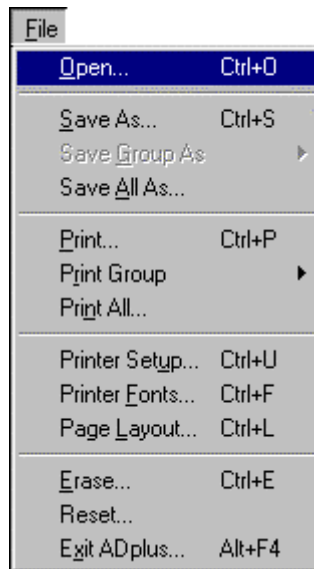 File
Open... Ctrl+O
Save As... Ctrl+S
Save Group As
Save All As...
Print... Ctrl+P
Print Group
Print All...
Printer Setup... Ctrl+U
Printer Fonts... Ctrl+F
Page Layout... Ctrl+L
Erase... Ctrl+E
Reset...
Exit ADplus... Alt+F4